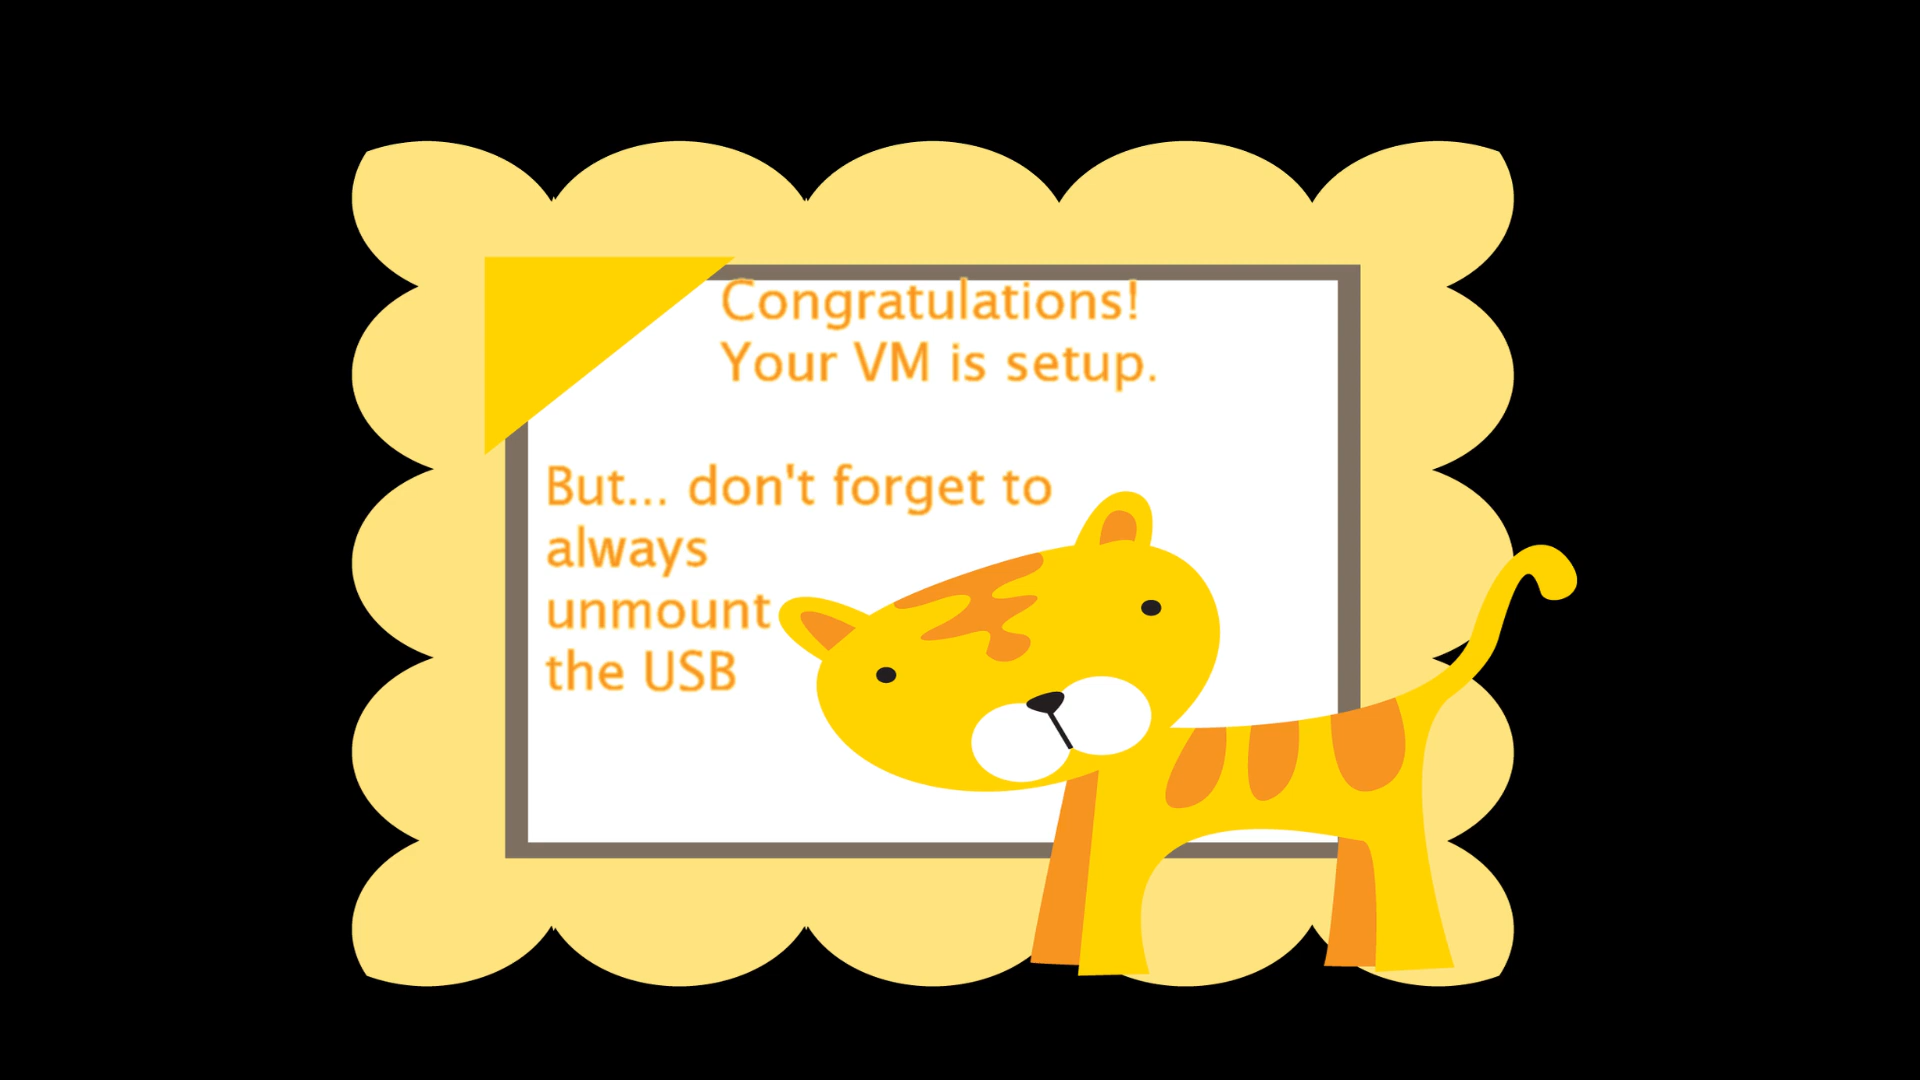 Congratulations!
Your VM is setup.
But... don't forget to
always
unmount
the USB